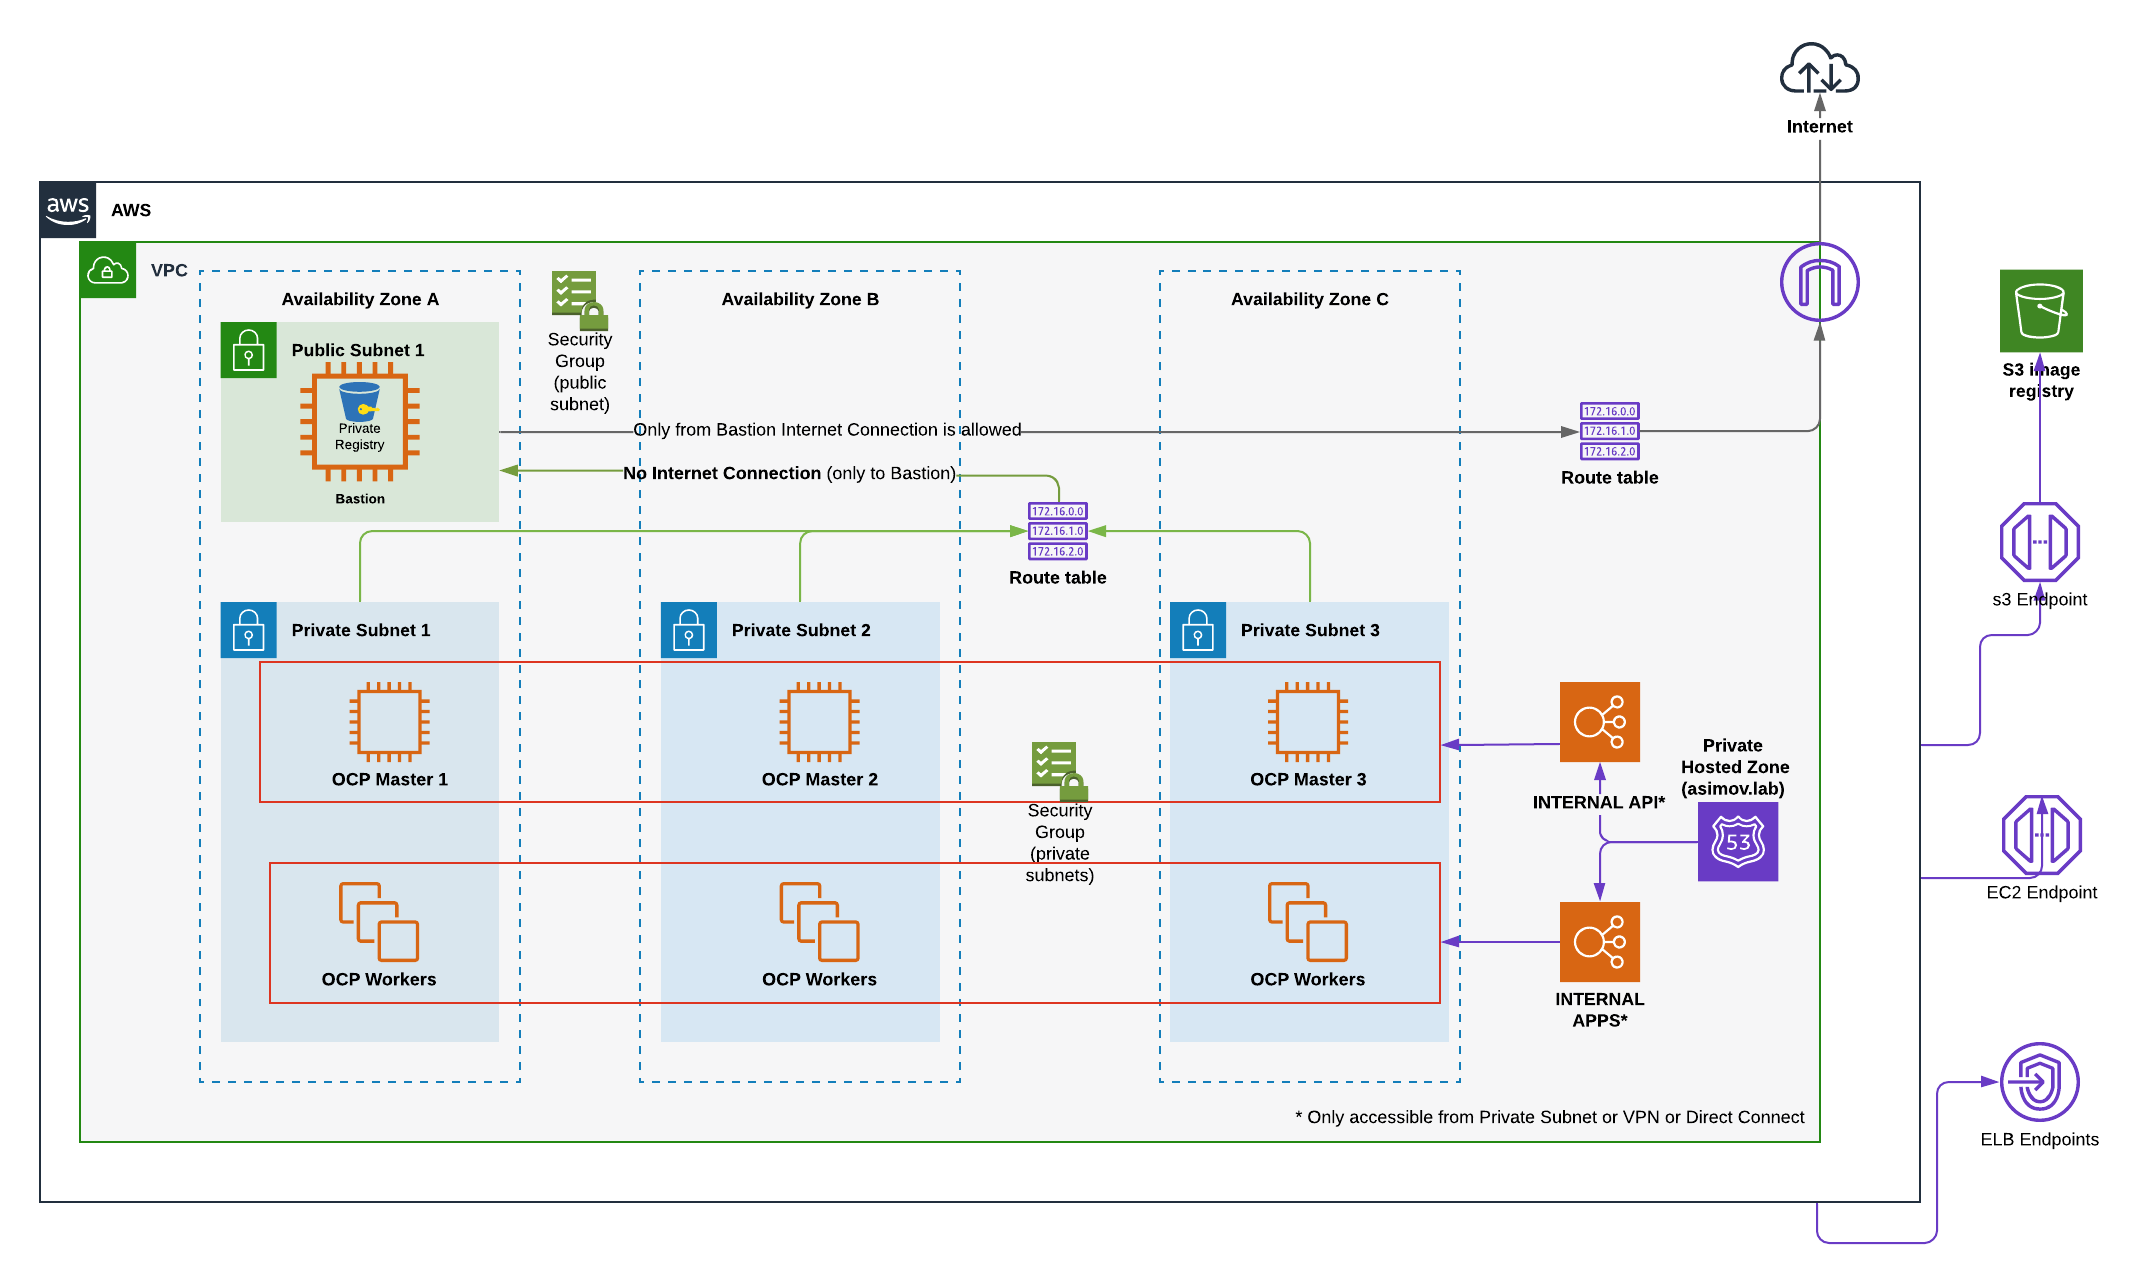 Internet
aws
AWS
VPC
Availability Zone A
Availability Zone B
Availability Zone C
Public Subnet 1
Private
Registry
Bastion
Security
Group
(public
subnet)
Only from Bastion Internet Connection is allowed
No Internet Connection (only to Bastion)
172.16.0.0
172.16.1.0
172.16.2.0
Route table
172.16.0.0
172.16.1.0
172.16.2.0
Route table
S3 image
registry
s3 Endpoint
Private Subnet 1
Private Subnet 2
Private Subnet 3
OCP Master 1
OCP Master 2
OCP Master 3
Security
Group
(private
subnets)
Private
Hosted Zone
(asimov.lab)
INTERNAL API*
53
EC2 Endpoint
OCP Workers
OCP Workers
OCP Workers
INTERNAL
APPS*
* Only accessible from Private Subnet or VPN or Direct Connect
ELB Endpoints